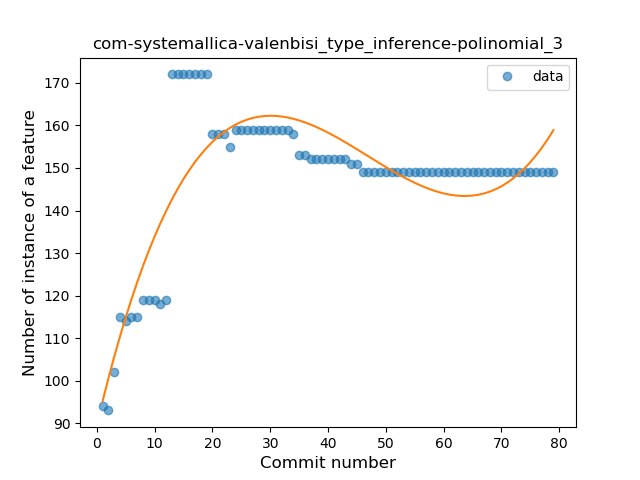 com-systemallica-valenbisi_type_inference-polinomial_3
data
Number of instance of a feature
170
160
150
140
130
120
110
100
90
0 10 20 30 40 50 60 70 80
Commit number